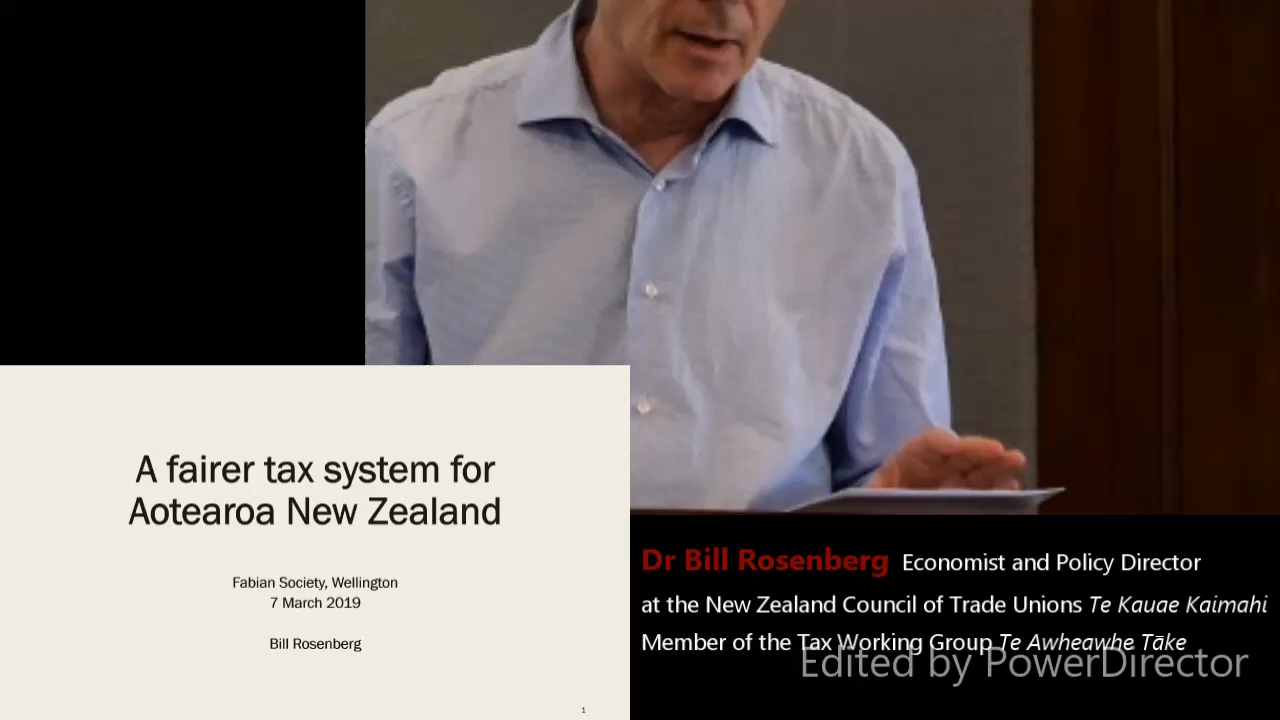 A fairer tax system for
Aotearoa New Zealand
Fabian Society, Wellington
7 March 2019
Bill Rosenberg
1
Dr Bill Rosenberg Economist and Policy Director
at the New Zealand Council of Trade Unions Te Kauae Kaimahi
Member of the Tax Working Group Te Awheawhe Tāke
Edited by PowerDirector